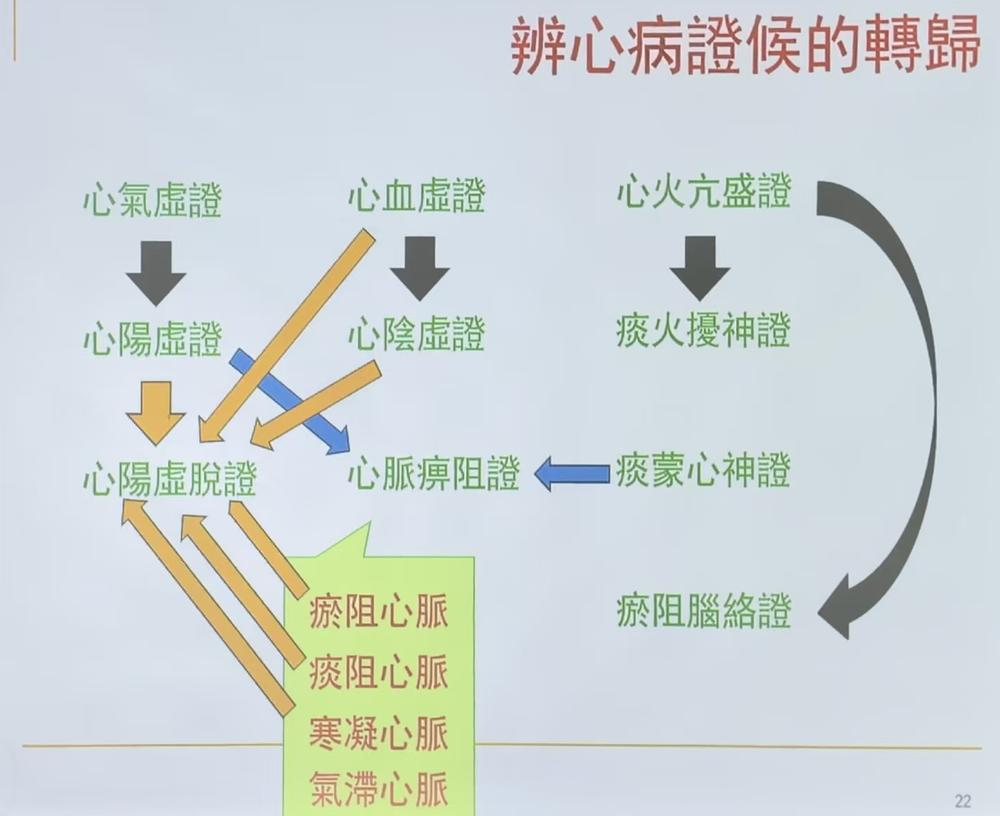 辨心病證候的轉歸
心氣虛證
心血虛證
心火亢盛證
心陽虛證
心陰虛證
痰火擾神證
心陽虛脫證
心脈痹阻證
痰蒙心神證
瘀阻心脈
瘀阻腦絡證
痰阻心脈
寒凝心脈
氣滯心脈
22